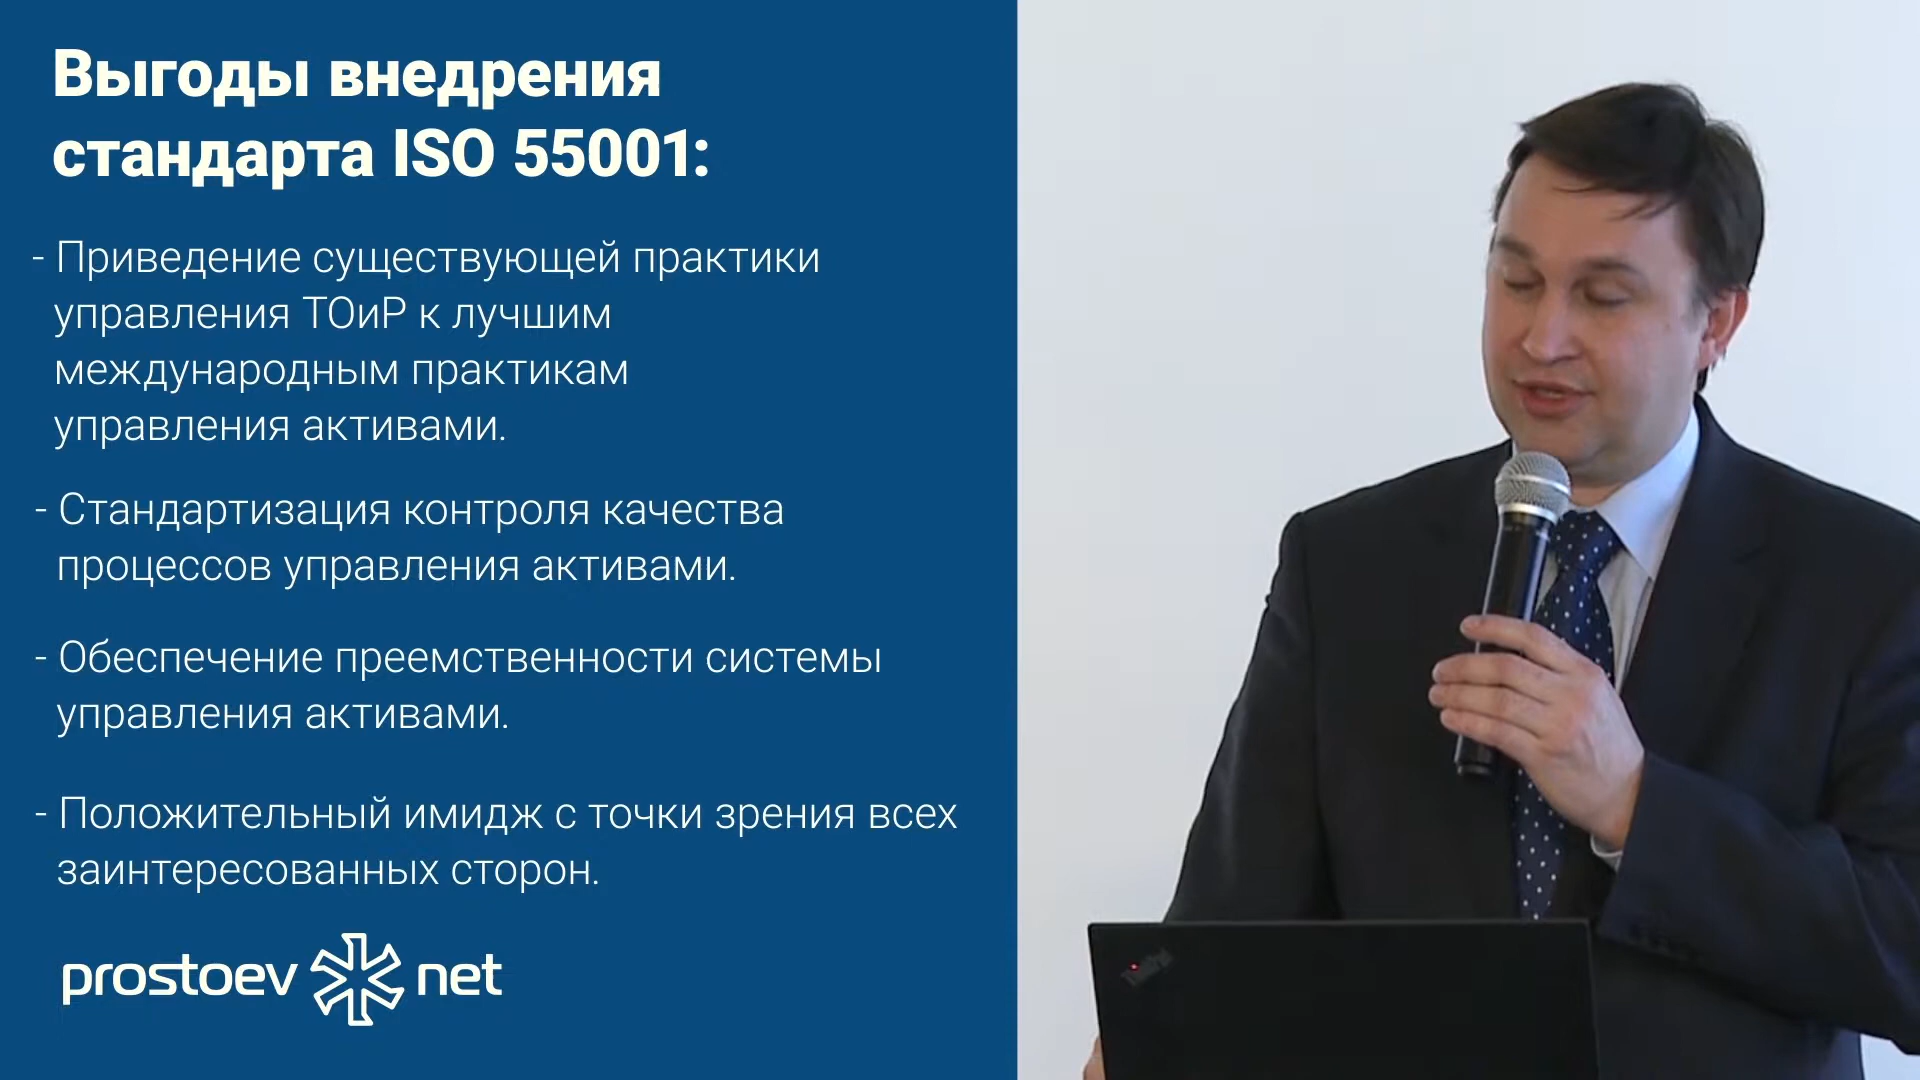 Выгоды внедрения
стандарта ISO 55001:
- Приведение существующей практики
управления ТОиР к лучшим
международным практикам
управления активами.
- Стандартизация контроля качества
процессов управления активами.
- Обеспечение преемственности системы
управления активами.
- Положительный имидж с точки зрения всех
заинтересованных сторон.
prostoev net
ThinkPad